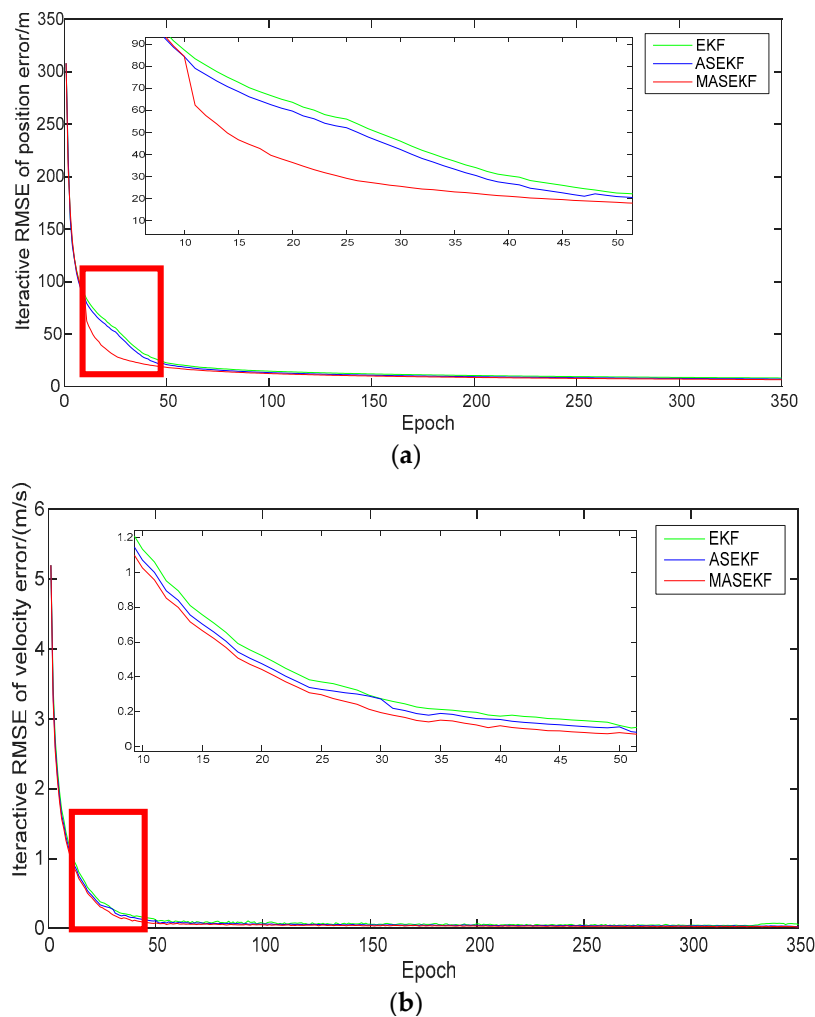 Iteractive RMSE of position error/m
350
300
250
200
150
100
50
0
90
80
70
60
50
40
30
20
10
10 15 20 25 30 35 40 45 50
EKF
ASEKF
MASEKF
0 50 100 150 200 250 300 350
Epoch
(a)
Iteractive RMSE of velocity error/(m/s)
6
5
4
3
2
1
0
1.2
1
0.8
0.6
0.4
0.2
0
10 15 20 25 30 35 40 45 50
EKF
ASEKF
MASEKF
0 50 100 150 200 250 300 350
Epoch
(b)